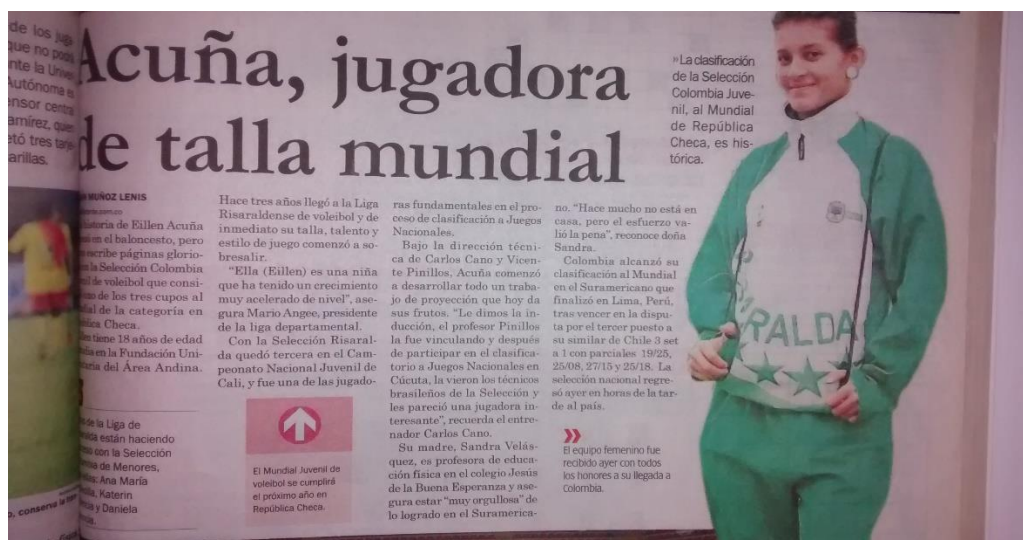 de los
que no
nte la
Autónoma
ensor central
amírez, quien
etó tres
arillas.
Acuña, jugadora
de talla mundial
» La clasificación
de la Selección
Colombia Juve-
nil, al Mundial
de República
Checa, es his-
tórica.
MUÑOZ LENIS
historia de Eillen Acuña
en el baloncesto, pero
escribe páginas glorio-
la Selección Colombia
de voleibol que consi-
de los tres cupos al
de la categoría en
Checa.
tiene 18 años de edad
en la Fundación Uni-
del Área Andina.
de la Liga de
están haciendo
con la Selección
de Menores,
Ana María
Katerin
y Daniela
conserva la
Hace tres años llegó a la Liga
Risaraldense de voleibol y de
inmediato su talla, talento y
estilo de juego comenzó a so-
bresalir.
“Ella (Eillen) es una niña
que ha tenido un crecimiento
muy acelerado de nivel”, ase-
gura Mario Angee, presidente
de la liga departamental.
Con la Selección Risaral-
da quedó tercera en el Cam-
peonato Nacional Juvenil de
Cali, y fue una de las jugado-
El Mundial Juvenil de
voleibol se cumplirá
el próximo año en
República Checa.
ras fundamentales en el pro-
ceso de clasificación a Juegos
Nacionales.
Bajo la dirección técni-
ca de Carlos Cano y Vicen-
te Pinillos, Acuña comenzó
a desarrollar todo un traba-
jo de proyección que hoy da
sus frutos. “Le dimos la in-
ducción, el profesor Pinillos
la fue vinculando y después
de participar en el clasifica-
torio a Juegos Nacionales en
Cúcuta, la vieron los técnicos
brasileños de la Selección y
les pareció una jugadora in-
teresante”, recuerda el entre-
nador Carlos Cano.
Su madre, Sandra Velás-
quez, es profesora de educa-
ción física en el colegio Jesús
de la Buena Esperanza y ase-
gura estar “muy orgullosa” de
lo logrado en el Suramerica-
no. “Hace mucho no está en
casa, pero el esfuerzo va-
lió la pena”, reconoce doña
Sandra.
Colombia alcanzó su
clasificación al Mundial
en el Suramericano que
finalizó en Lima, Perú,
tras vencer en la dispu-
ta por el tercer puesto a
su similar de Chile 3 set
a 1 con parciales 19/25,
25/08, 27/15 y 25/18. La
selección nacional regre-
só ayer en horas de la tar-
de al país.
El equipo femenino fue
recibido ayer con todos
los honores a su llegada a
Colombia.
RALDA